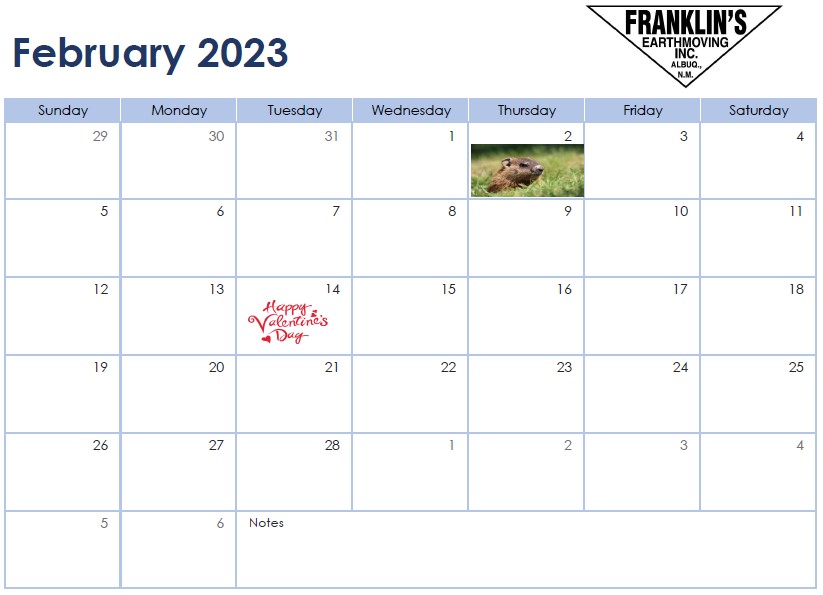 February 2023
FRANKLIN'S
EARTHMOVING
INC.
ALBUQ.,
N.M.
Sunday Monday Tuesday Wednesday Thursday Friday Saturday
29 30 31 1 2 3 4
5 6 7 8 9 10 11
12 13 14 15 16 17 18
Happy
Valentine's
Day
19 20 21 22 23 24 25
26 27 28 1 2 3 4
5 6 Notes